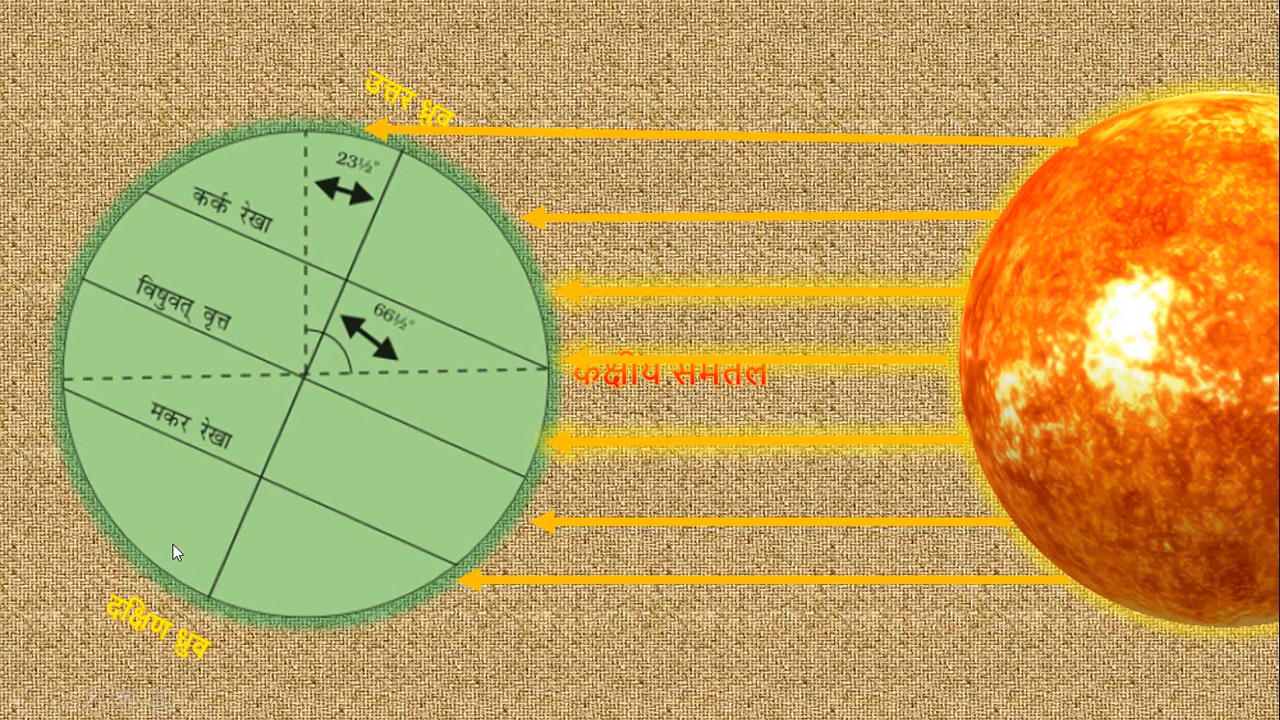 उत्तर ध्रुव
23½°
कर्क रेखा
विषुवत् वृत्त
66½°
कक्षीय समतल
मकर रेखा
दक्षिण ध्रुव